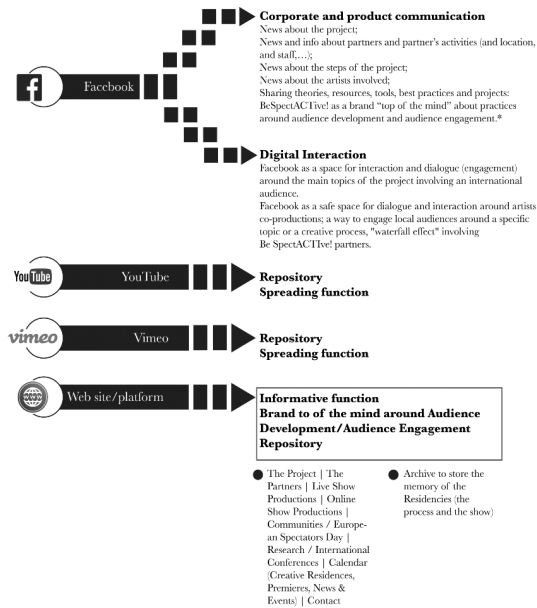 Corporate and product communication
News about the project;
News and info about partners and partner's activities (and location,
and staff,…);
News about the steps of the project;
News about the artists involved;
Sharing theories, resources, tools, best practices and projects:
BeSpectACTive! as a brand "top of the mind" about practices
around audience development and audience engagement.*
Facebook
Digital Interaction
Facebook as a space for interaction and dialogue (engagement)
around the main topics of the project involving an international
audience.
Facebook as a safe space for dialogue and interaction around artists
co-productions; a way to engage local audiences around a specific
topic or a creative process, "waterfall effect" involving
Be SpectACTIve! partners.
YouTube
YouTube
Repository
Spreading function
vimeo
Vimeo
Repository
Spreading function
WWW
Web site/platform
Informative function
Brand to of the mind around Audience
Development/Audience Engagement
Repository
The Project | The
Partners | Live Show
Productions | Online
Show Productions |
Communities / Europe-
an Spectators Day |
Research / International
Conferences | Calendar
(Creative Residences,
Premieres, News &
Events) | Contact
Archive to store the
memory of the
Residencies (the
process and the show)